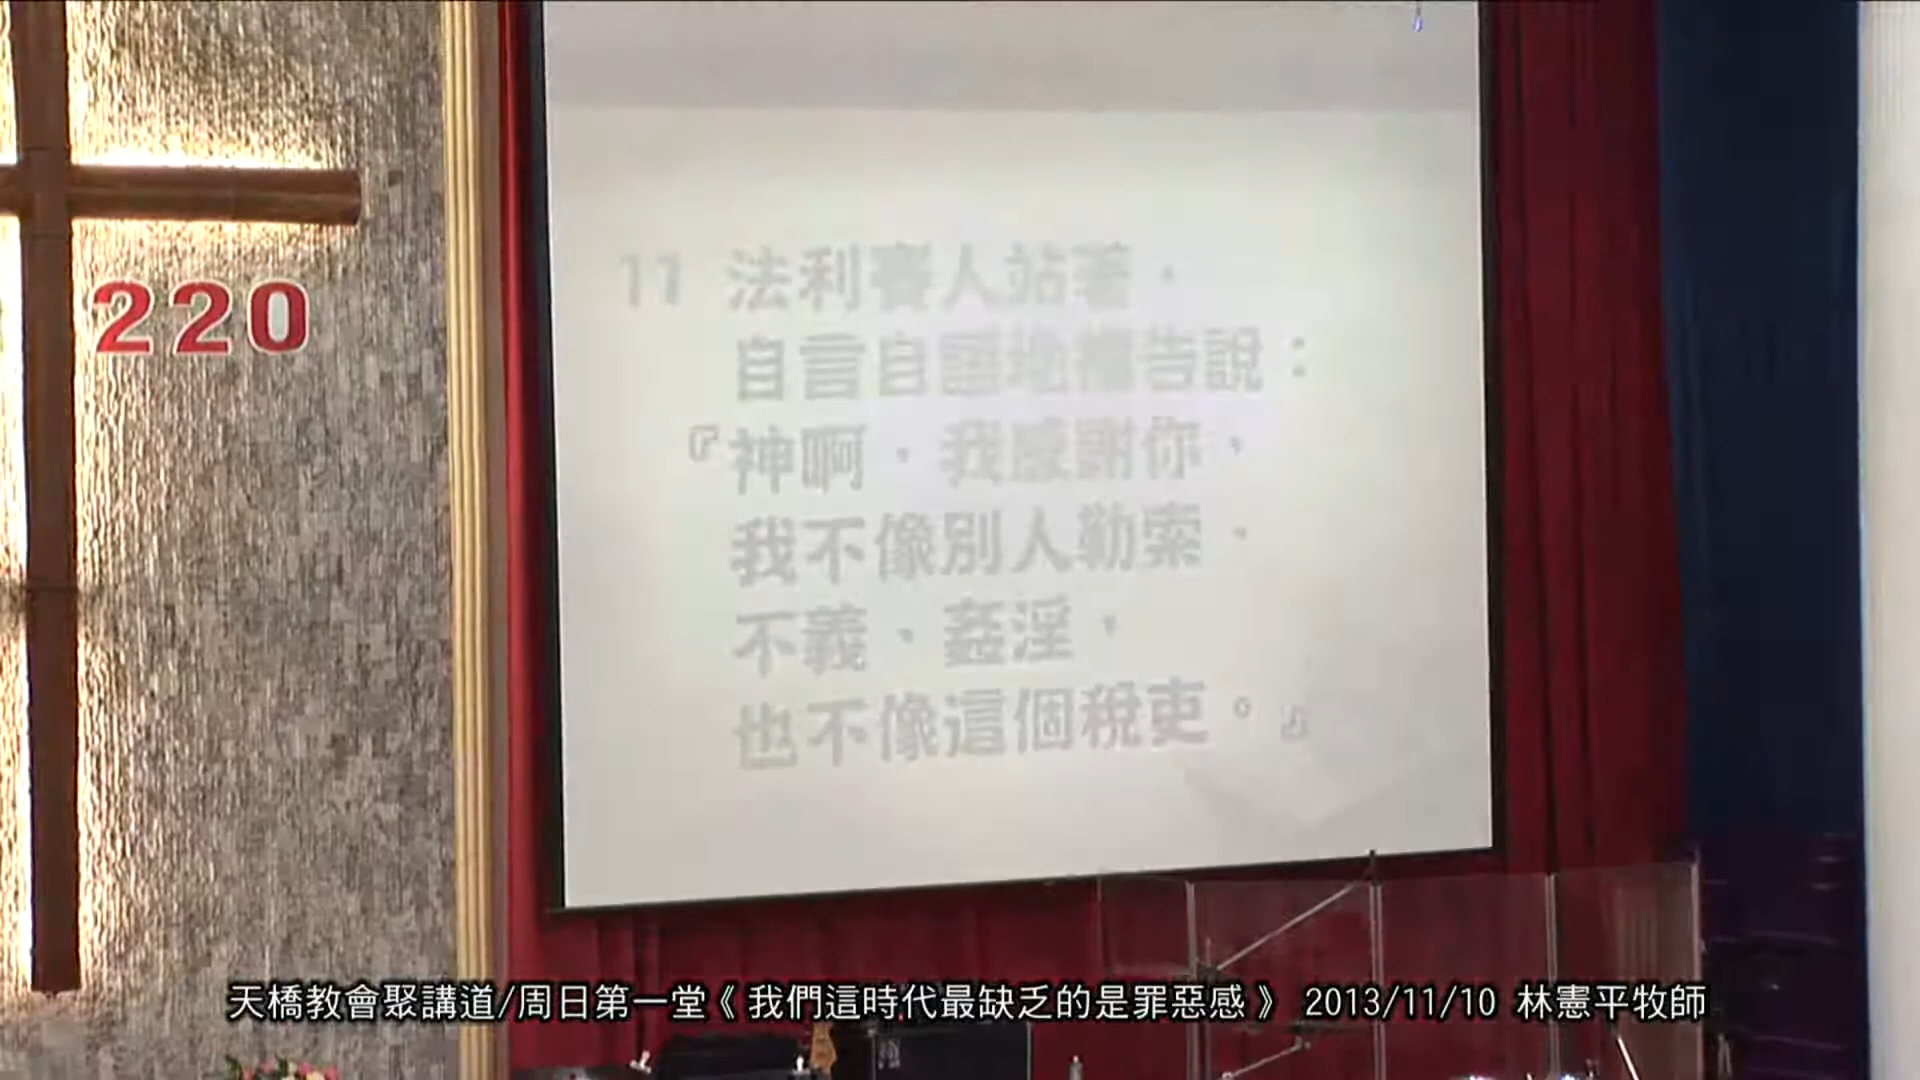 220
11 法利賽人站著，
自言自語地禱告說：
『神啊，我感謝你，
我不像別人勒索、
不義、姦淫，
也不像這個稅吏。』
天橋教會聚講道/周日第一堂《我們這時代最缺乏的是罪惡感》 2013/11/10 林憲平牧師